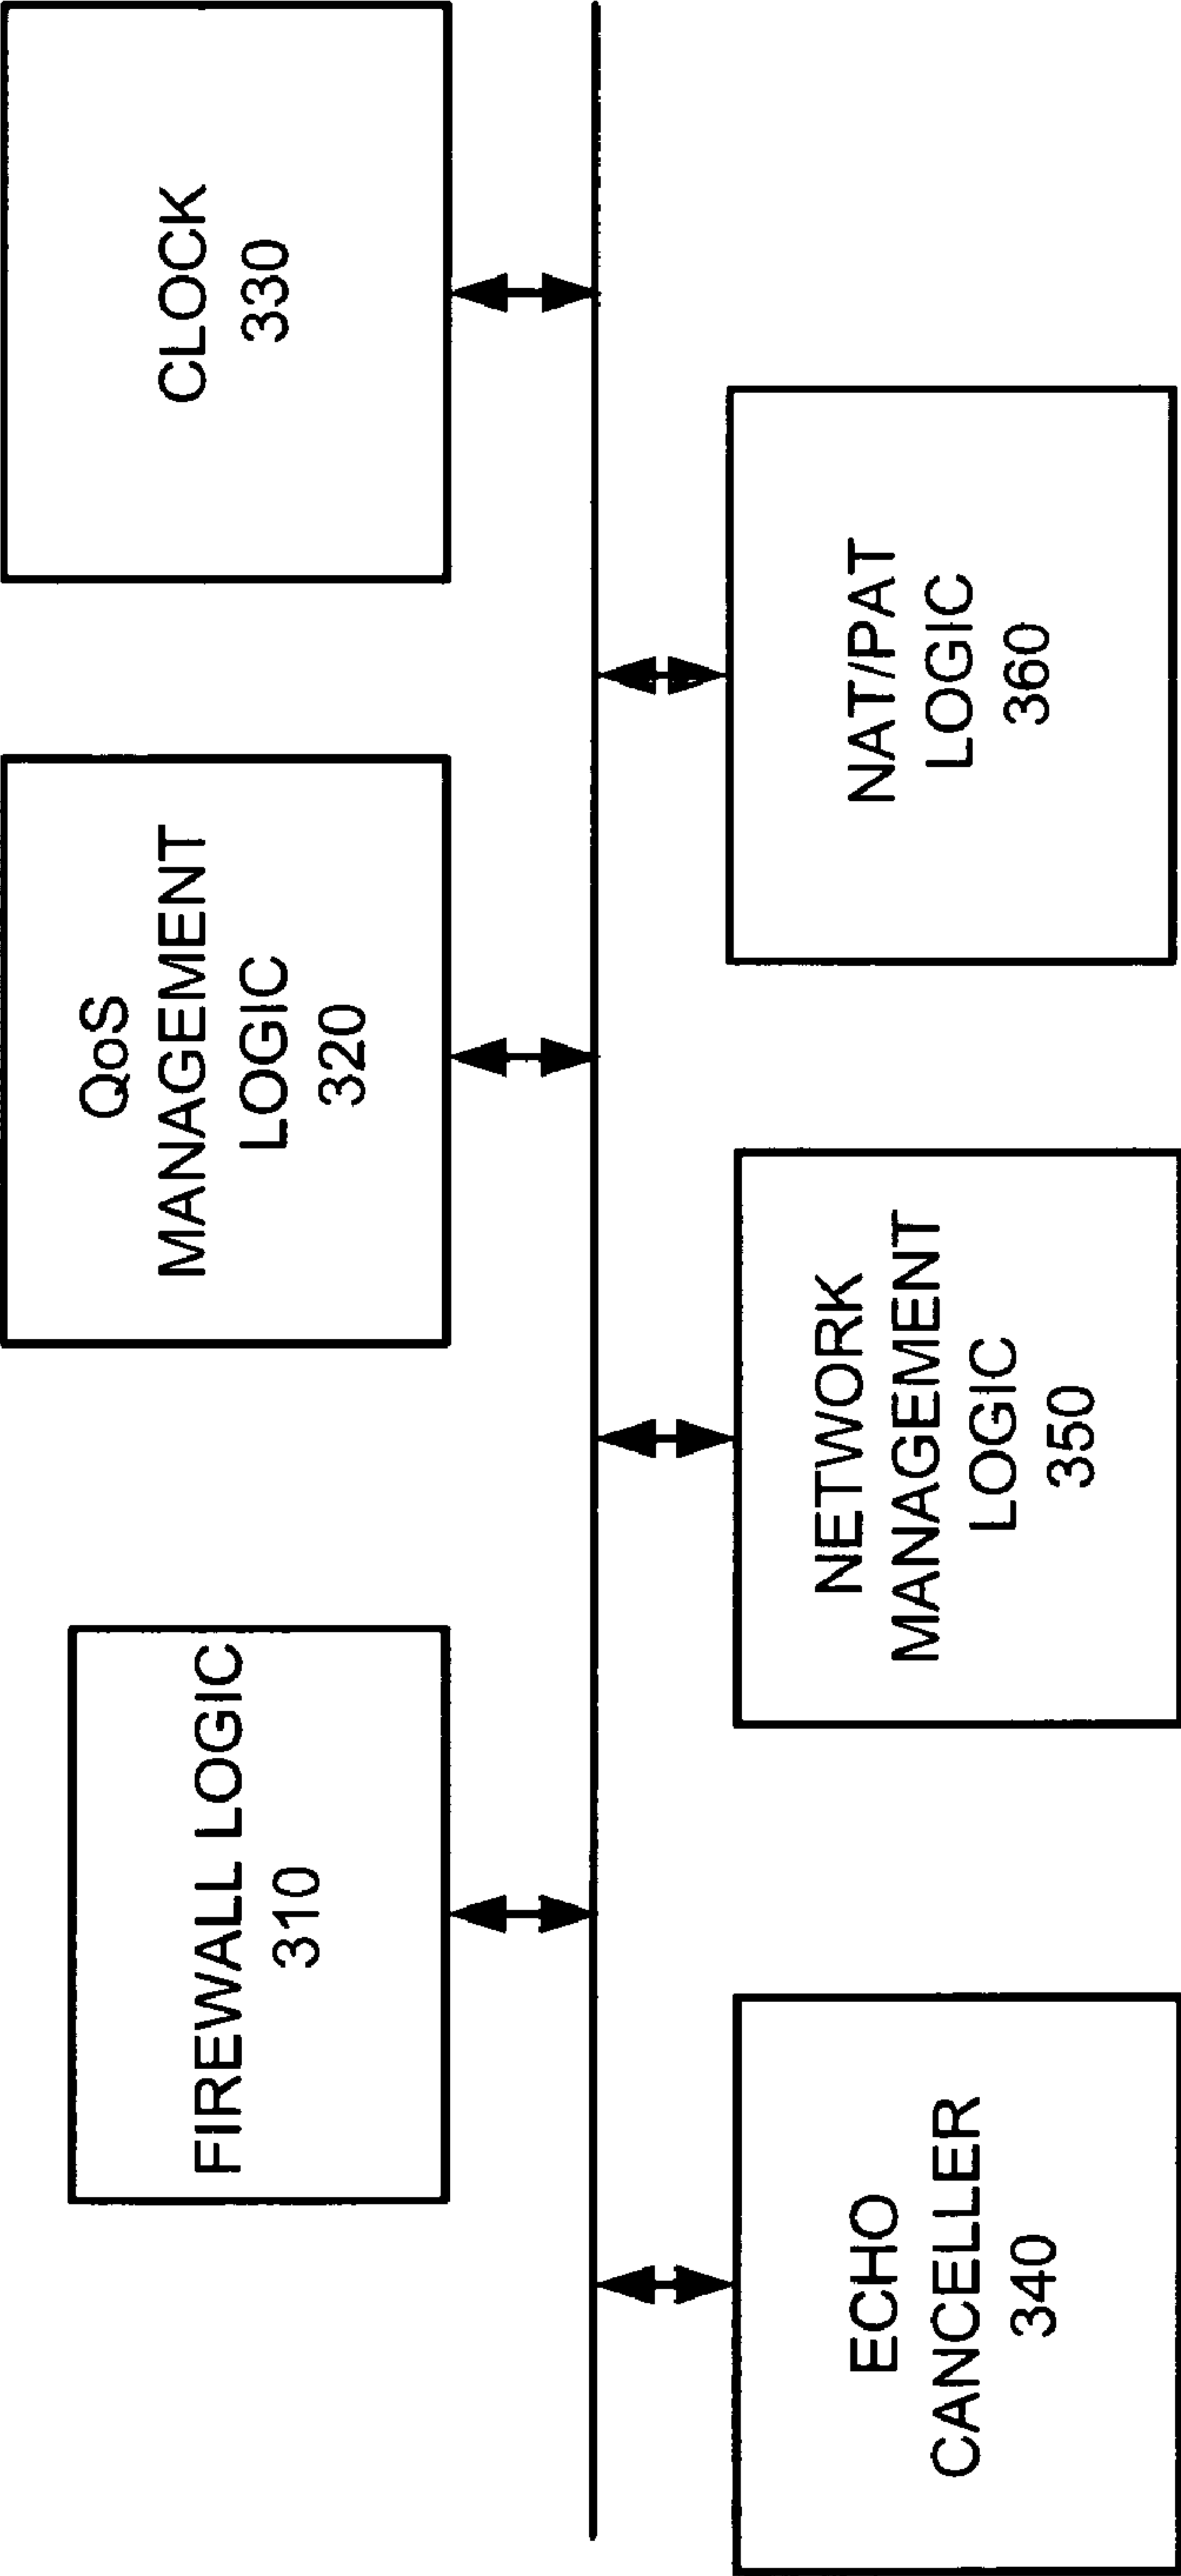 FIREWALL LOGIC
310
QoS
MANAGEMENT
LOGIC
320
CLOCK
330
ECHO
CANCELLER
340
NETWORK
MANAGEMENT
LOGIC
350
NAT/PAT
LOGIC
360